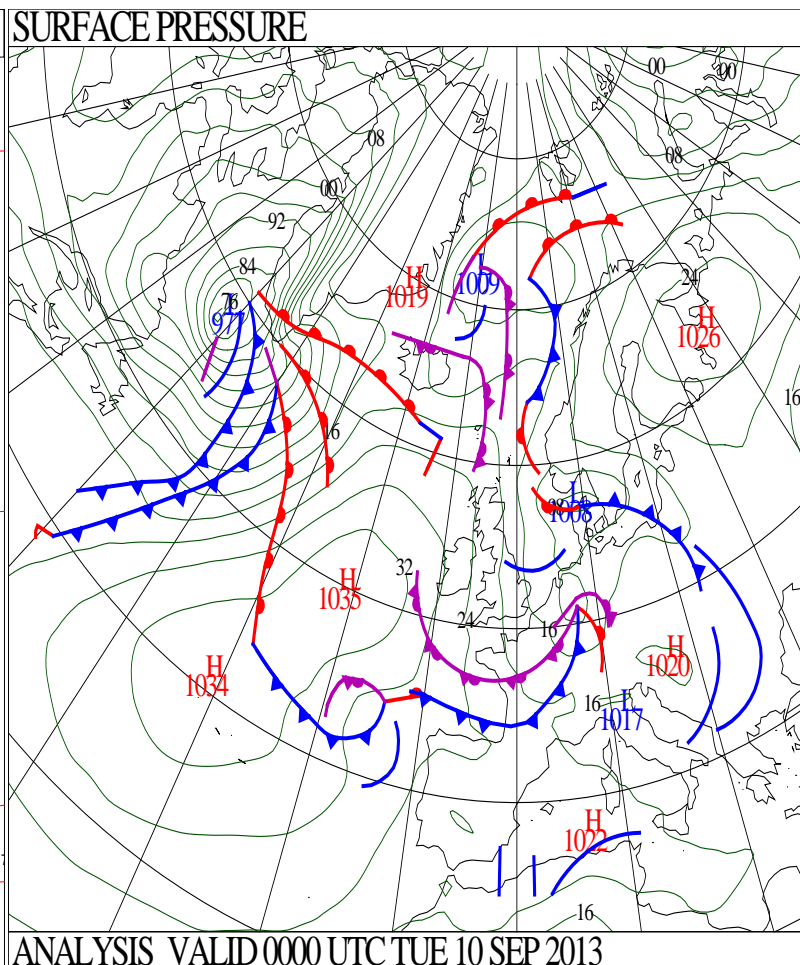 SURFACE PRESSURE
00
00
08
08
00
92
84
24
L
1009
H
1019
76
L
977
H
1026
16
16
L
1008
32
H
1035
24
16
H
1020
H
1034
16
L
1017
H
1022
16
ANALYSIS VALID 0000 UTC TUE 10 SEP 2013